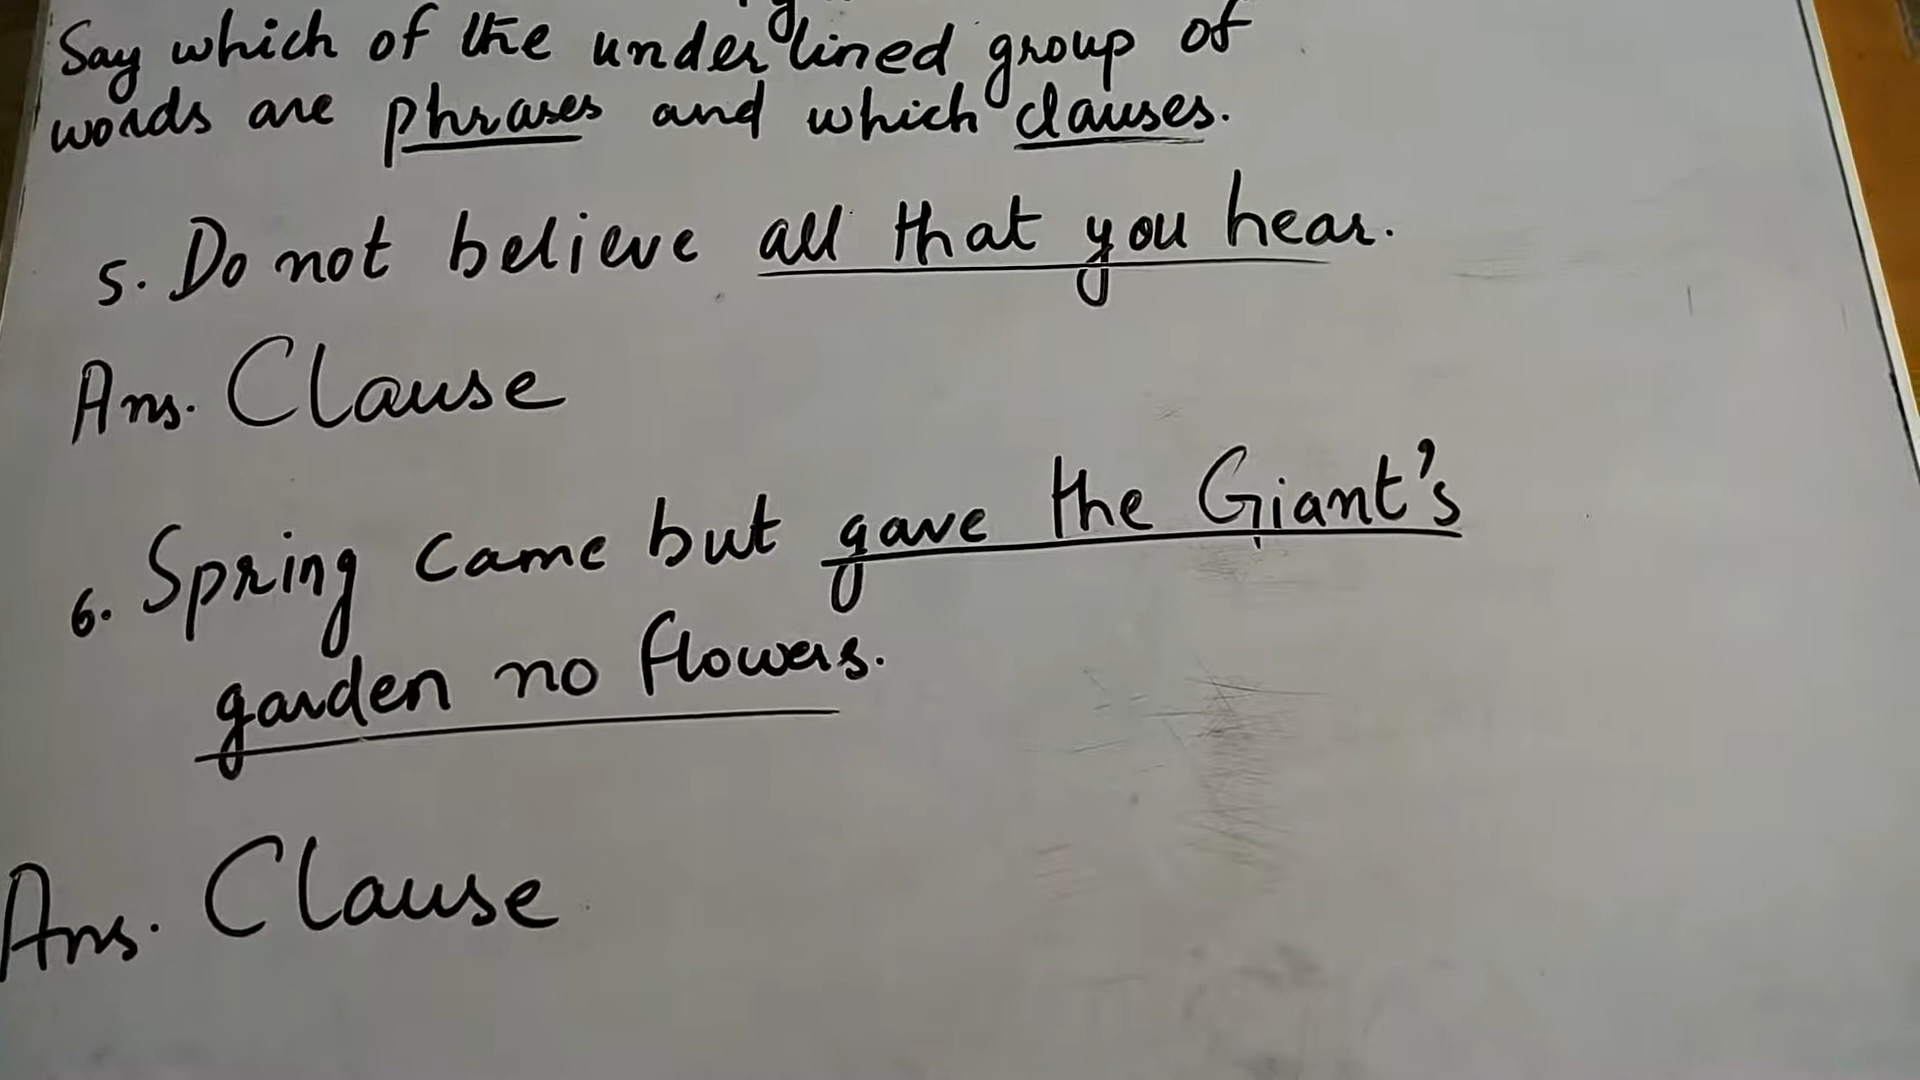 Say which of the underlined group of
words are phrases and which clauses.
5. Do not believe all that you hear.
Ans. Clause
6. Spring came but gave the Giant's
garden no flowers.
Ans. Clause